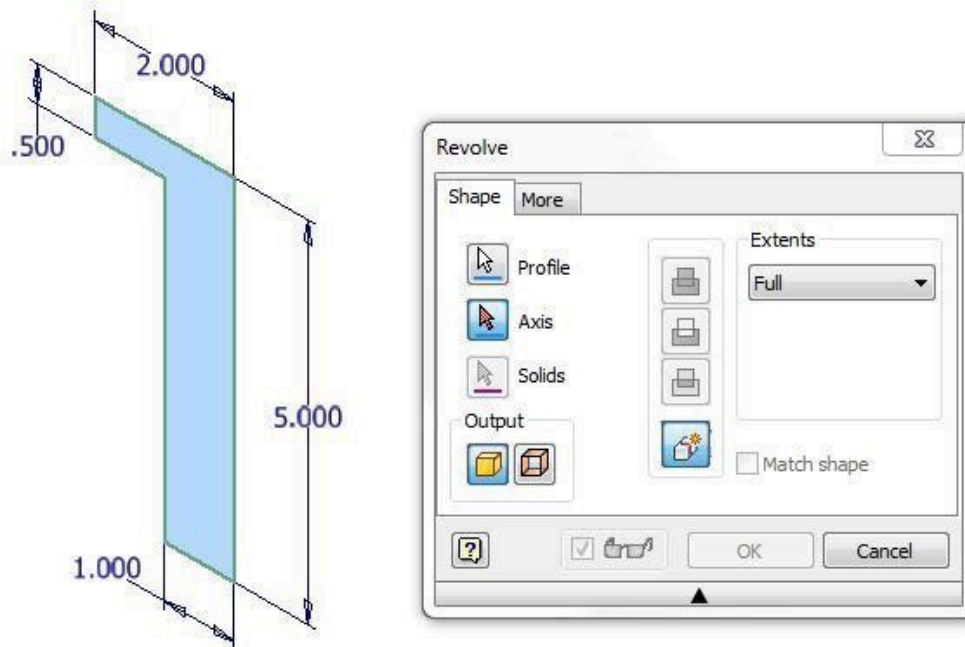 2.000
.500
5.000
1.000
Revolve
Shape
More
Profile
Axis
Solids
Output
Extents
Full
Match shape
?
OK
Cancel